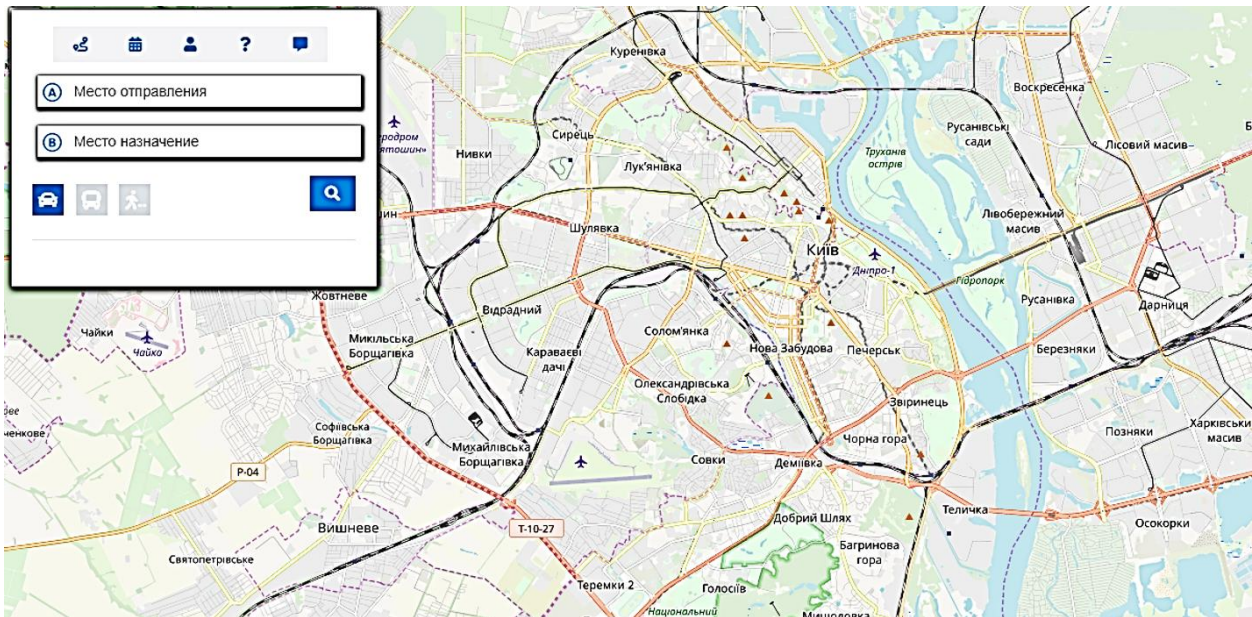 ?
A Место отправления
B Место назначение
Куренівка
Воскресенка
Русанівські
сади
Лісовий масив
Сирець
Нивки
Лук'янівка
Труханів
острів
Лівобережний
масив
Шулявка
Київ
Дніпро-1
Гідропарк
Жовтневе
Відрадний
Русанівка
Дарниця
Чайки
Чайка
Микільська
Борщагівка
Караваєві
дачі
Солом'янка
Нова Забудова
Печерськ
Березняки
Олександрівська
Слобідка
Звіринець
ченкове
Софіївська
Борщагівка
Михайлівська
Борщагівка
Чорна гора
Позняки
Харківський
масив
Р-04
Совки
Деміївка
Теличка
Осокорки
Вишневе
Т-10-27
Добрий Шлях
Багринова
гора
Святопетрівське
Теремки 2
Голосіїв
Національний